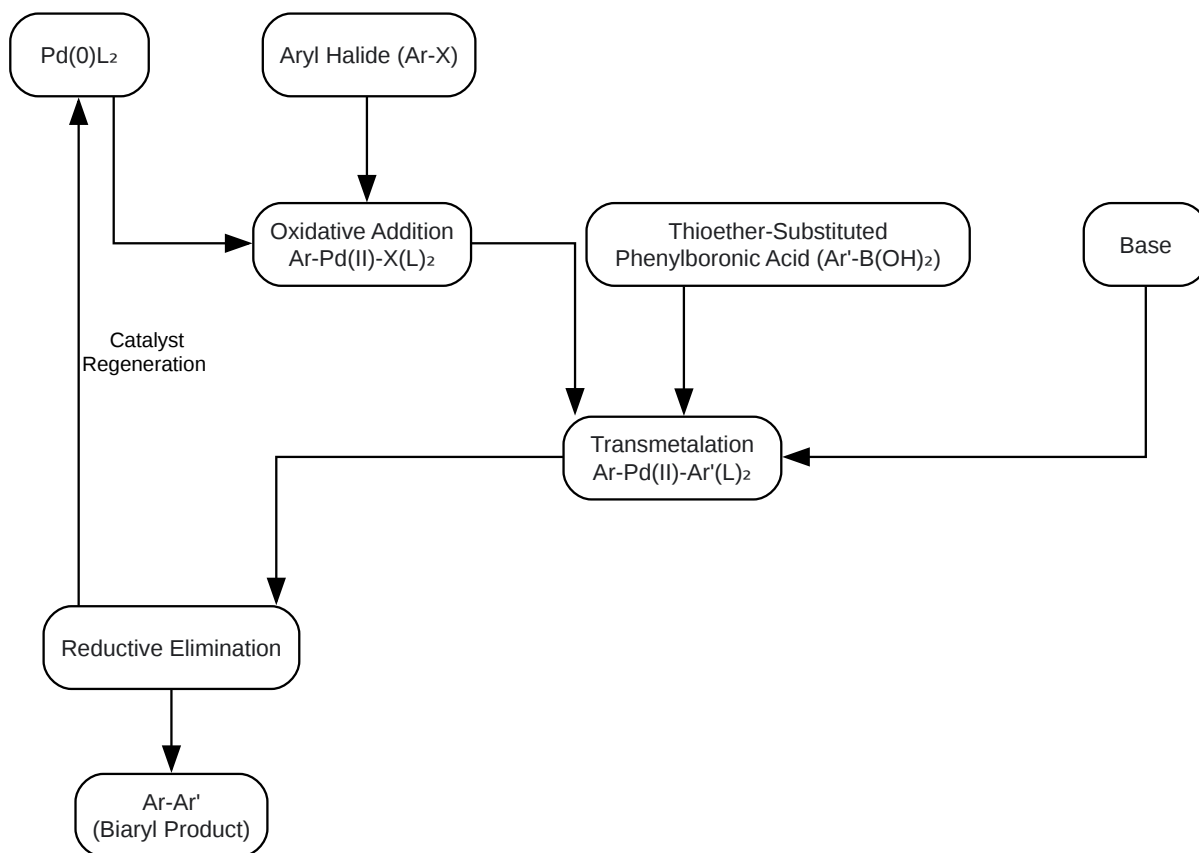 Pd(0)L₂
Aryl Halide (Ar-X)
Oxidative Addition
Ar-Pd(II)-X(L)₂
Thioether-Substituted
Phenylboronic Acid (Ar'-B(OH)₂)
Base
Catalyst
Regeneration
Transmetalation
Ar-Pd(II)-Ar'(L)₂
Reductive Elimination
Ar-Ar'
(Biaryl Product)